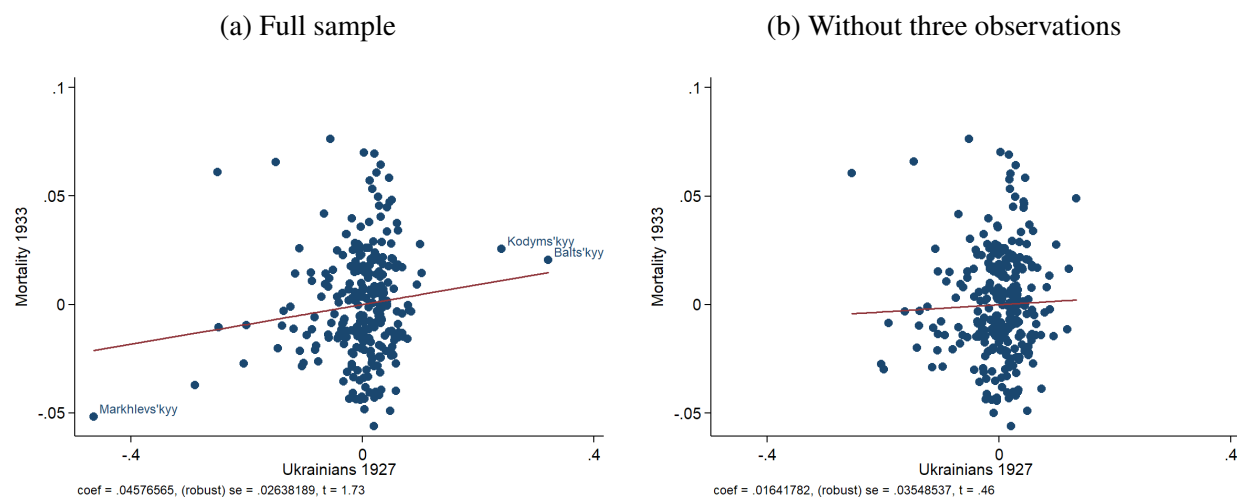 (a) Full sample
.1
.05
0
-.05
Mortality 1933
Kodyms'kyy
Balts'kyy
Markhlevs'kyy
-.4
0
.4
Ukrainians 1927
coef = .04576565, (robust) se = .02638189, t = 1.73
(b) Without three observations
.1
.05
0
-.05
Mortality 1933
-.4
0
.4
Ukrainians 1927
coef = .01641782, (robust) se = .03548537, t = .46